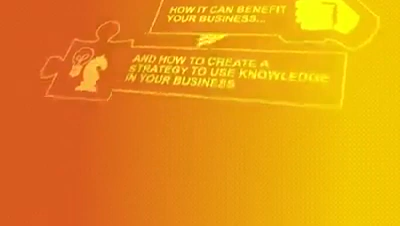 HOW IT CAN BENEFIT
YOUR BUSINESS...
AND HOW TO CREATE A
STRATEGY TO USE KNOWLEDGE
IN YOUR BUSINESS